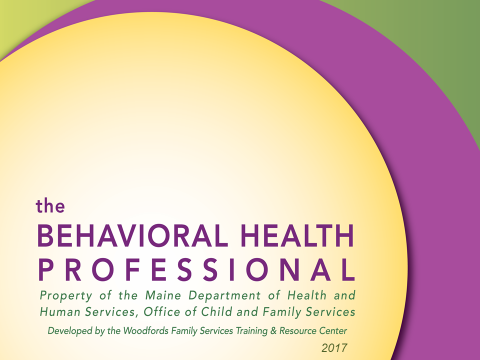 the
BEHAVIORAL HEALTH
PROFESSIONAL
Property of the Maine Department of Health and
Human Services, Office of Child and Family Services
Developed by the Woodfords Family Services Training & Resource Center
2017